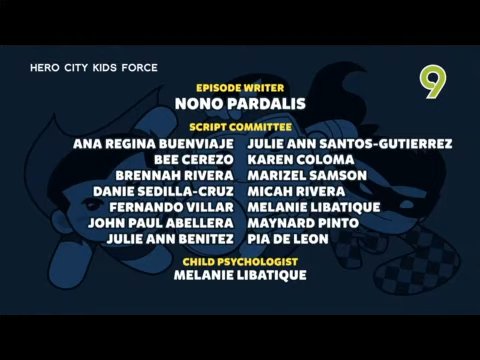 HERO CITY KIDS FORCE
9
EPISODE WRITER
NONO PARDALIS
SCRIPT COMMITTEE
ANA REGINA BUENVIAJE JULIE ANN SANTOS-GUTIERREZ
BEE CEREZO KAREN COLOMA
BRENNAH RIVERA MARIZEL SAMSON
DANIE SEDILLA-CRUZ MICAH RIVERA
FERNANDO VILLAR MELANIE LIBATIQUE
JOHN PAUL ABELLERA MAYNARD PINTO
JULIE ANN BENITEZ PIA DE LEON
CHILD PSYCHOLOGIST
MELANIE LIBATIQUE